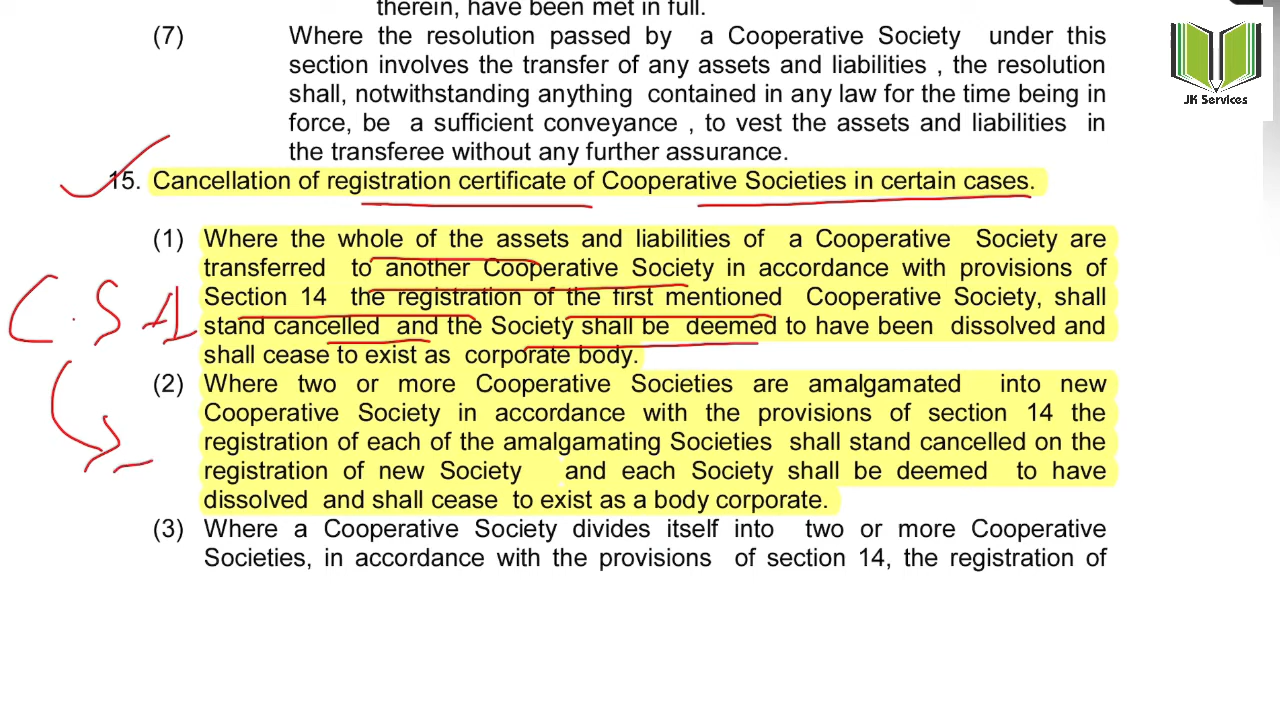 therein, have been met in full.
(7) Where the resolution passed by a Cooperative Society under this
section involves the transfer of any assets and liabilities , the resolution
shall, notwithstanding anything contained in any law for the time being in
force, be a sufficient conveyance , to vest the assets and liabilities in
the transferee without any further assurance.
15. Cancellation of registration certificate of Cooperative Societies in certain cases.
(1) Where the whole of the assets and liabilities of a Cooperative Society are
transferred to another Cooperative Society in accordance with provisions of
Section 14 the registration of the first mentioned Cooperative Society, shall
stand cancelled and the Society shall be deemed to have been dissolved and
shall cease to exist as corporate body.
(2) Where two or more Cooperative Societies are amalgamated into new
Cooperative Society in accordance with the provisions of section 14 the
registration of each of the amalgamating Societies shall stand cancelled on the
registration of new Society and each Society shall be deemed to have
dissolved and shall cease to exist as a body corporate.
(3) Where a Cooperative Society divides itself into two or more Cooperative
Societies, in accordance with the provisions of section 14, the registration of
JK Services